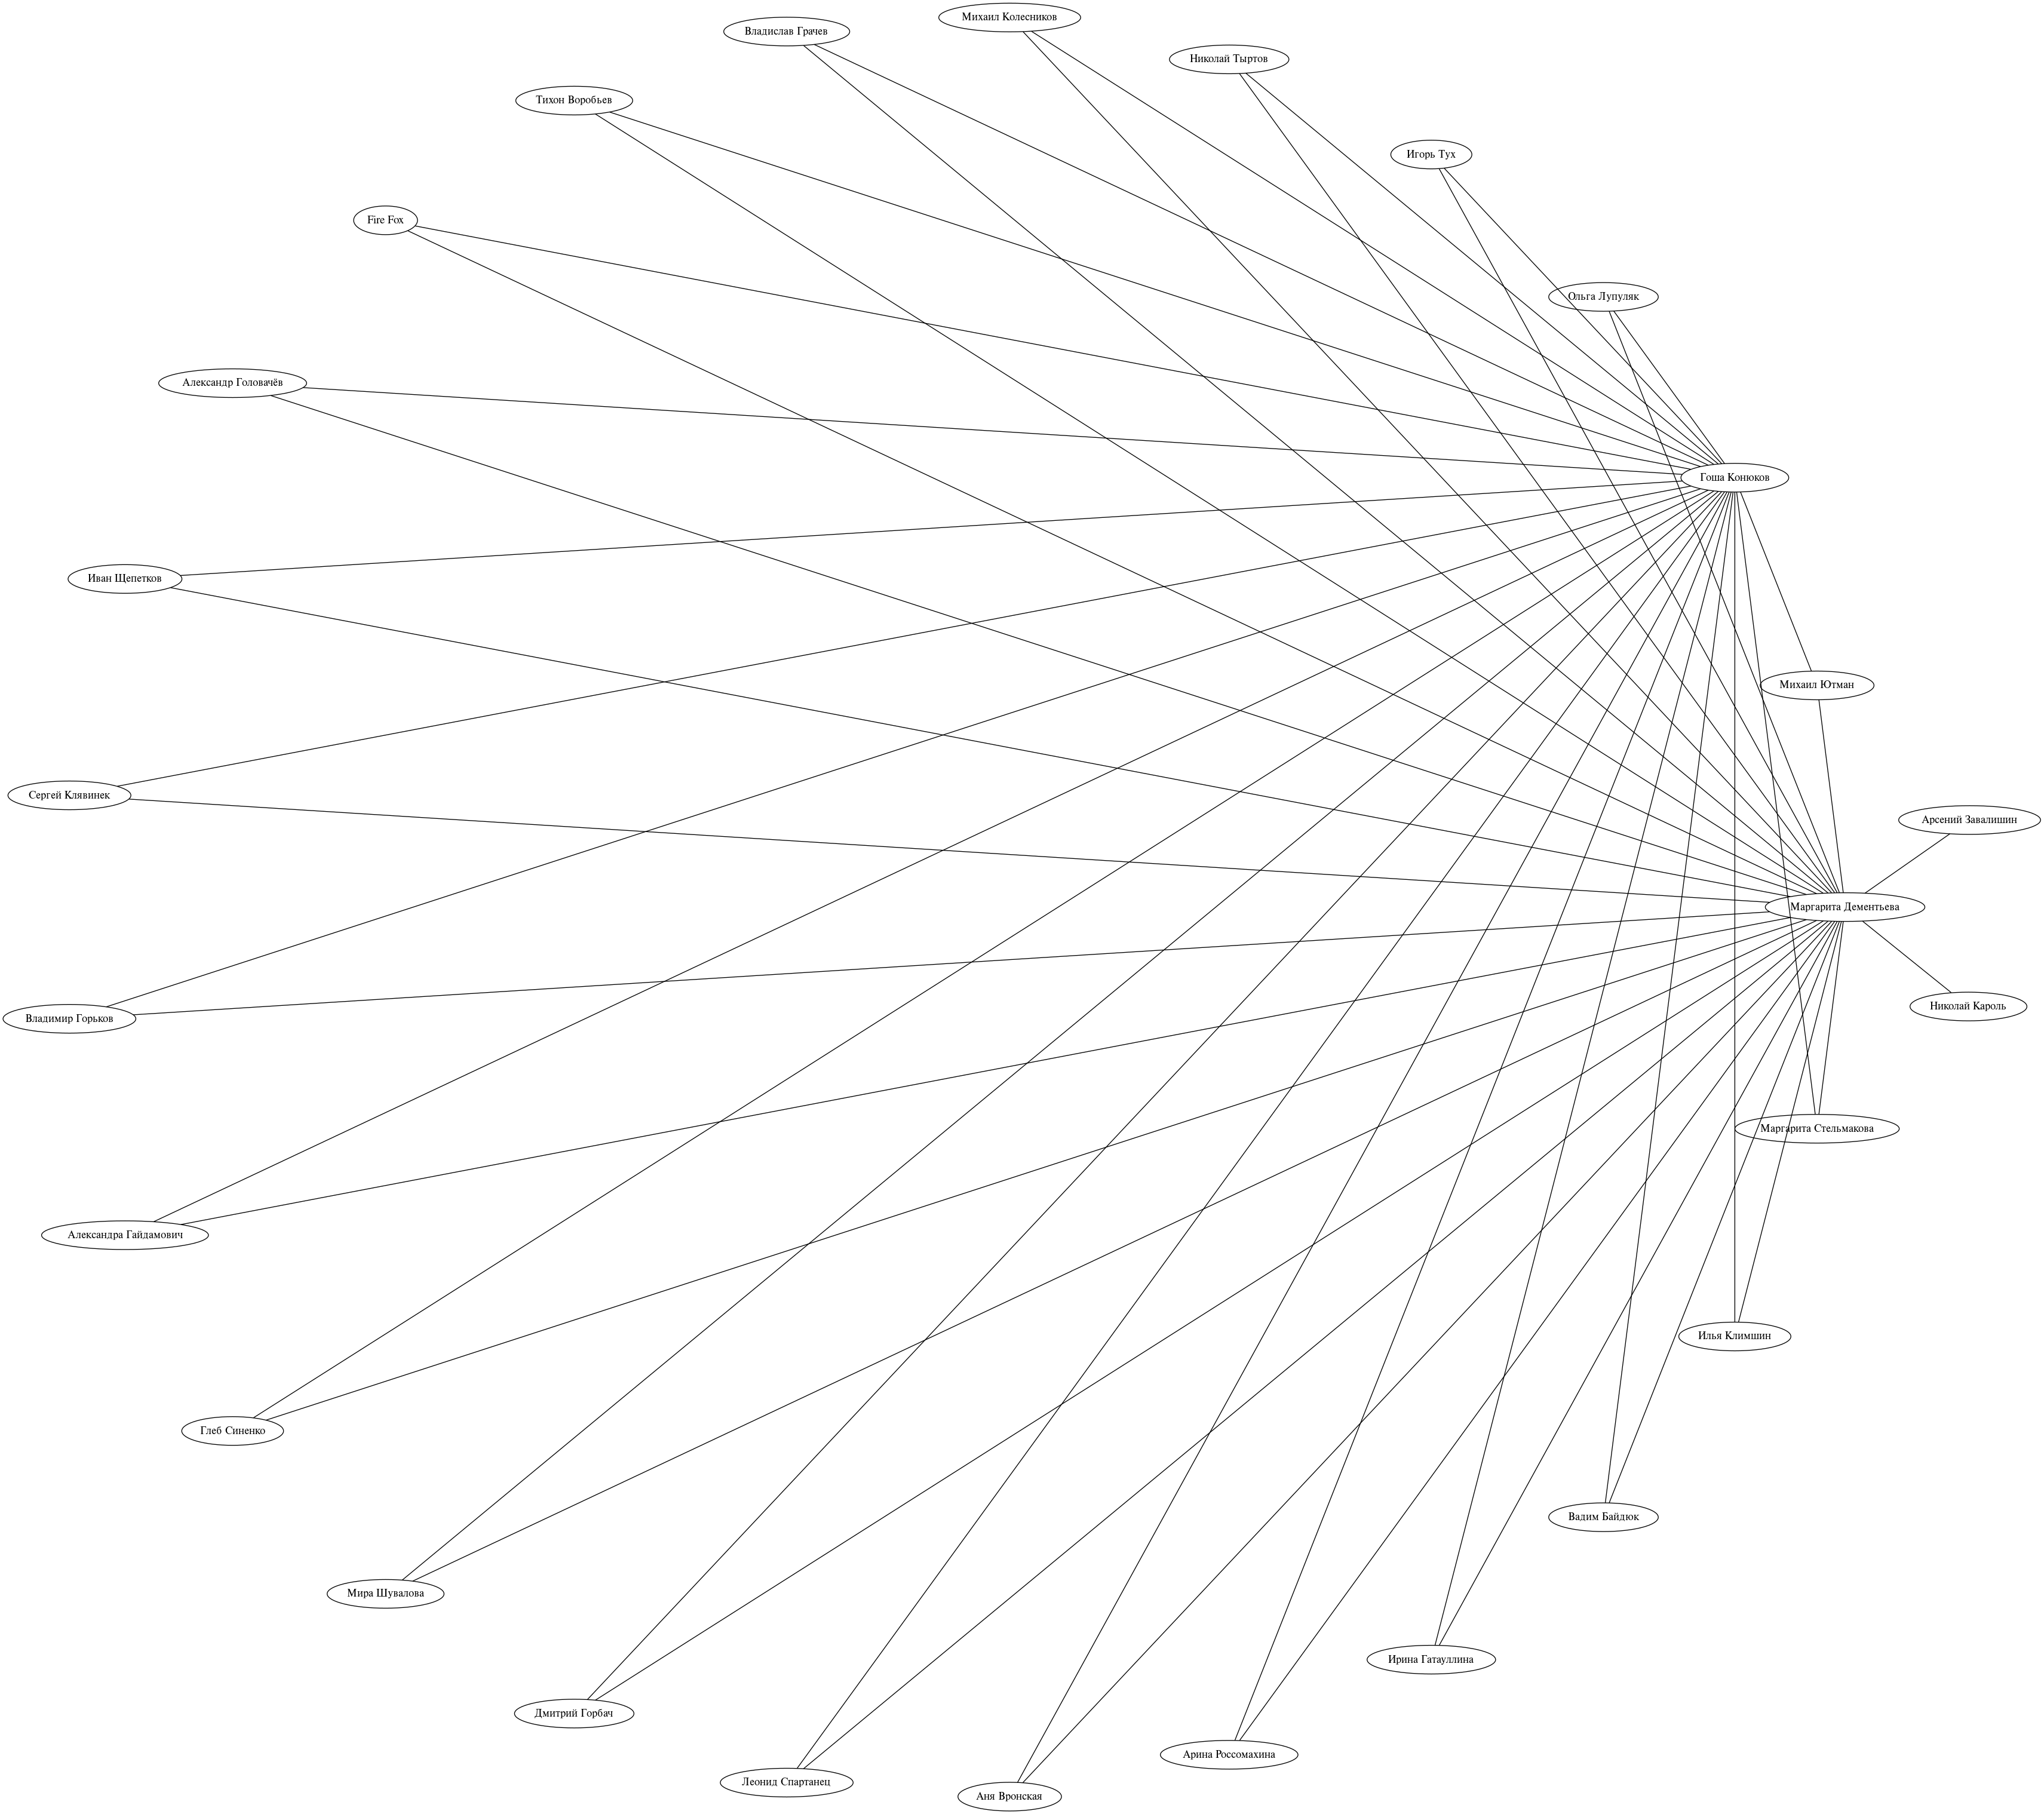 Михаил Колесников
Владислав Грачев
Николай Тыртов
Тихон Воробьев
Игорь Тух
Fire Fox
Ольга Лупуляк
Александр Головачёв
Гоша Конюков
Иван Щепетков
Михаил Ютман
Сергей Клявинек
Арсений Завалишин
Маргарита Дементьева
Николай Кароль
Владимир Горьков
Маргарита Стельмакова
Александра Гайдамович
Илья Климшин
Глеб Синенко
Вадим Байдюк
Мира Шувалова
Ирина Гатауллина
Дмитрий Горбач
Арина Россомахина
Леонид Спартанец
Аня Вронская